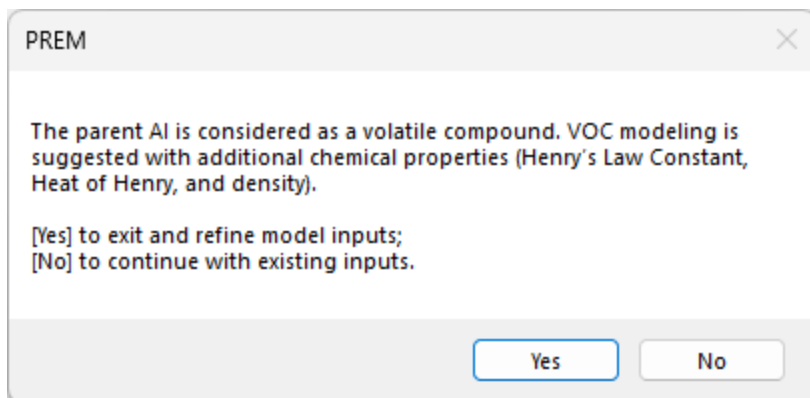 PREM
The parent AI is considered as a volatile compound. VOC modeling is
suggested with additional chemical properties (Henry's Law Constant,
Heat of Henry, and density).
[Yes] to exit and refine model inputs;
[No] to continue with existing inputs.
Yes
No